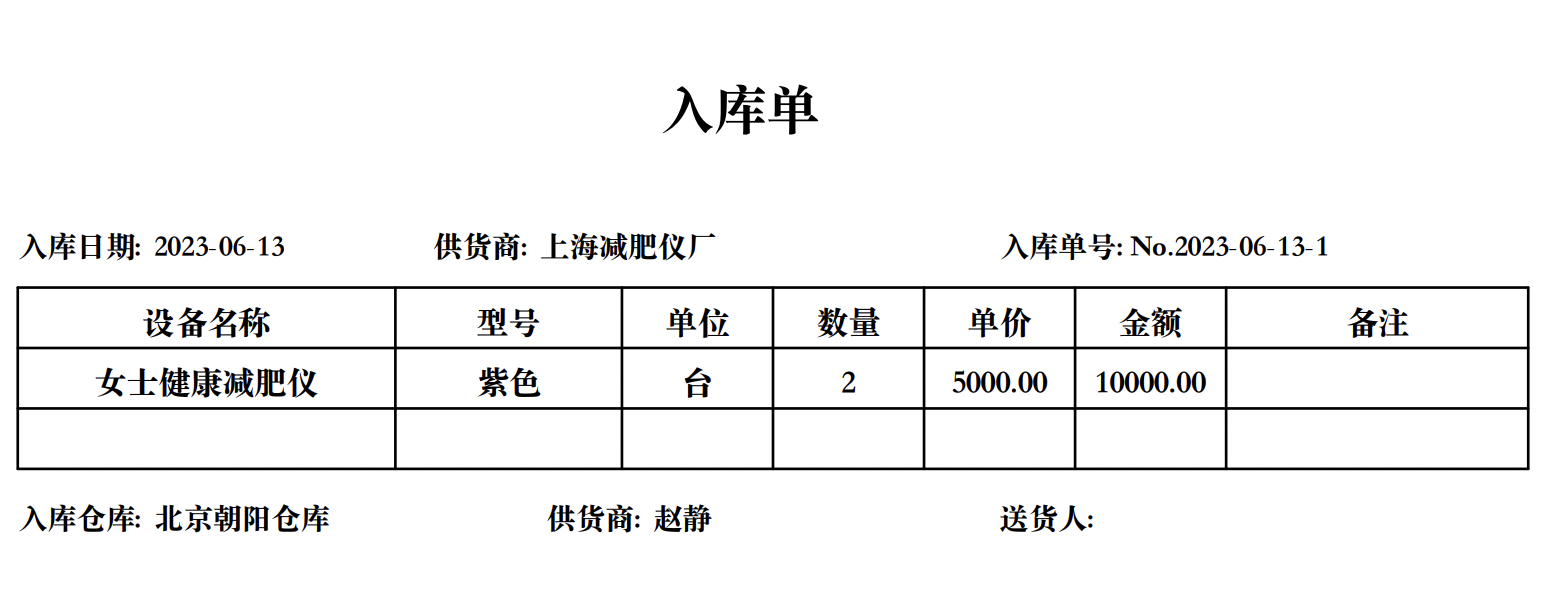 入库单
入库日期: 2023-06-13 供货商: 上海减肥仪厂 入库单号: No.2023-06-13-1
设备名称 型号 单位 数量 单价 金额 备注
女士健康减肥仪 紫色 台 2 5000.00 10000.00
入库仓库: 北京朝阳仓库 供货商: 赵静 送货人: